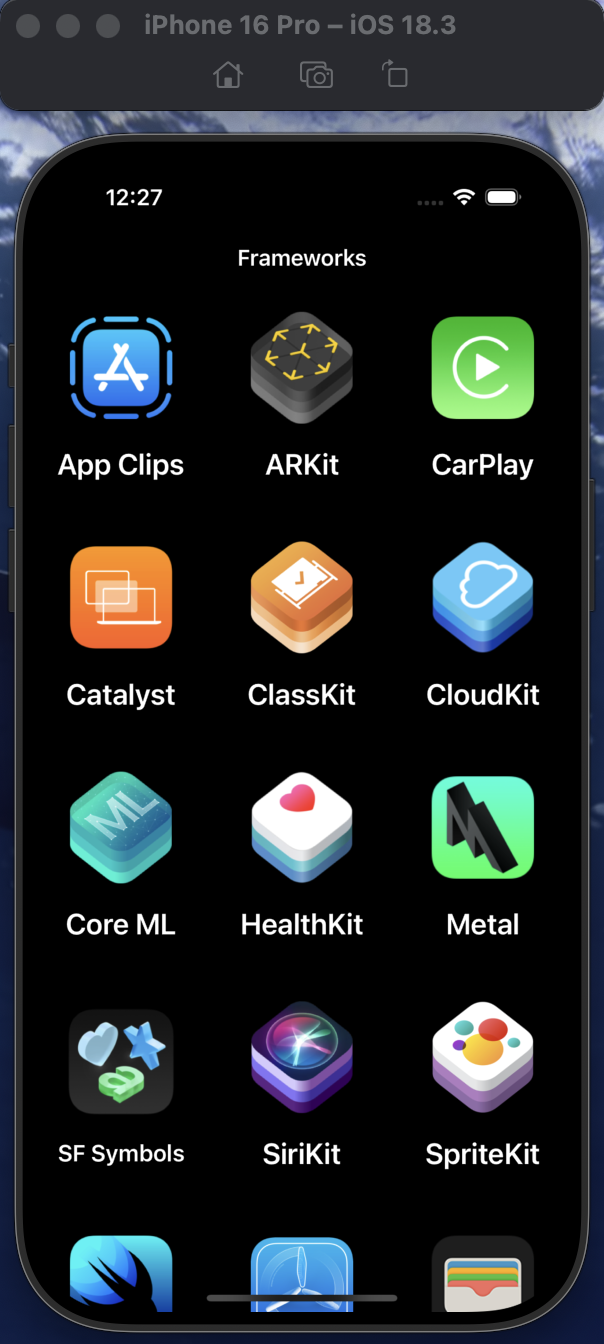 iPhone 16 Pro – iOS 18.3
12:27
Frameworks
App Clips ARKit CarPlay
Catalyst ClassKit CloudKit
ML
Core ML HealthKit Metal
a
SF Symbols SiriKit SpriteKit